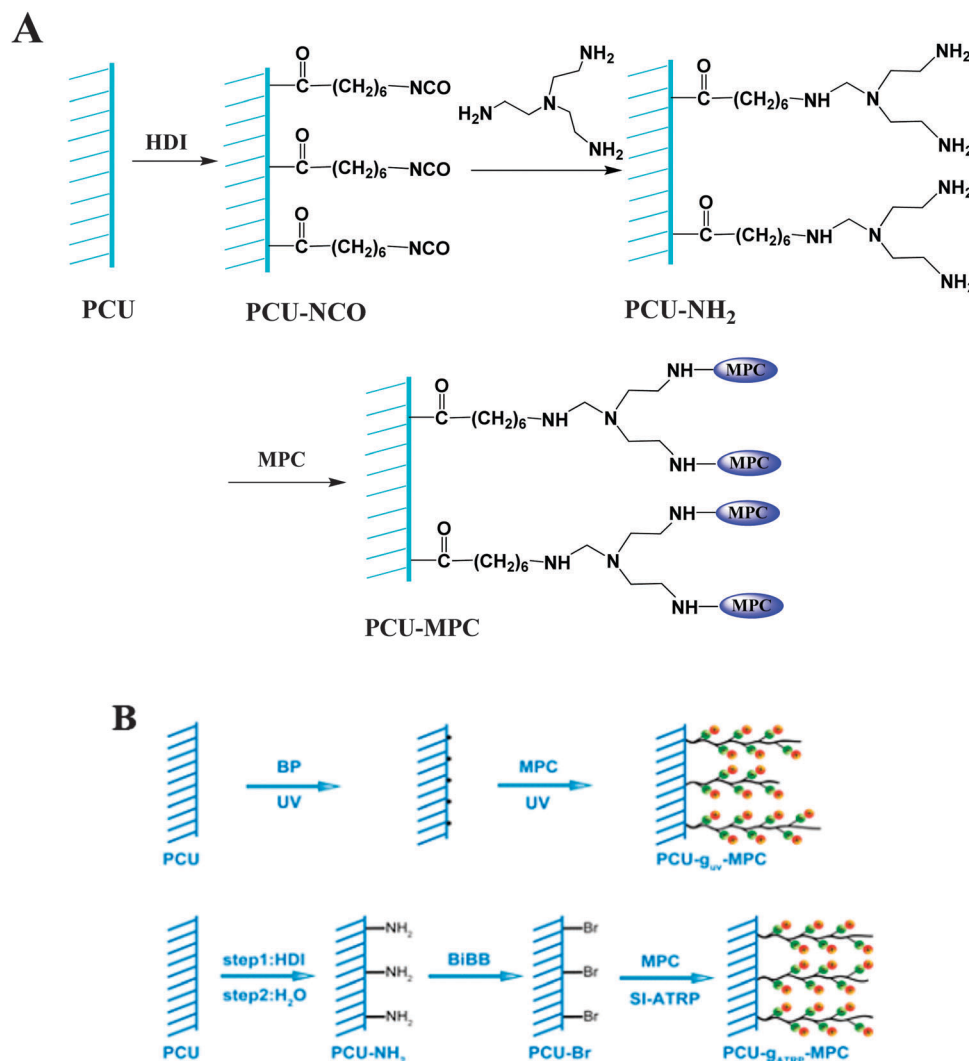 A
O
C
(CH2)6
NCO
O
C
(CH2)6
NCO
O
C
(CH2)6
NCO
HDI
NH2
N
H2N
NH2
O
C
(CH2)6
NH
N
NH2
NH2
O
C
(CH2)6
NH
N
NH2
NH2
PCU
PCU-NCO
PCU-NH2
MPC
O
C
(CH2)6
NH
N
NH
MPC
NH
MPC
O
C
(CH2)6
NH
N
NH
MPC
NH
MPC
PCU-MPC
B
BP
UV
MPC
UV
PCU
PCU-guv-MPC
step1:HDI
step2:H2O
NH2
NH2
NH2
BiBB
Br
Br
Br
MPC
SI-ATRP
PCU
PCU-NH2
PCU-Br
PCU-gATRP-MPC